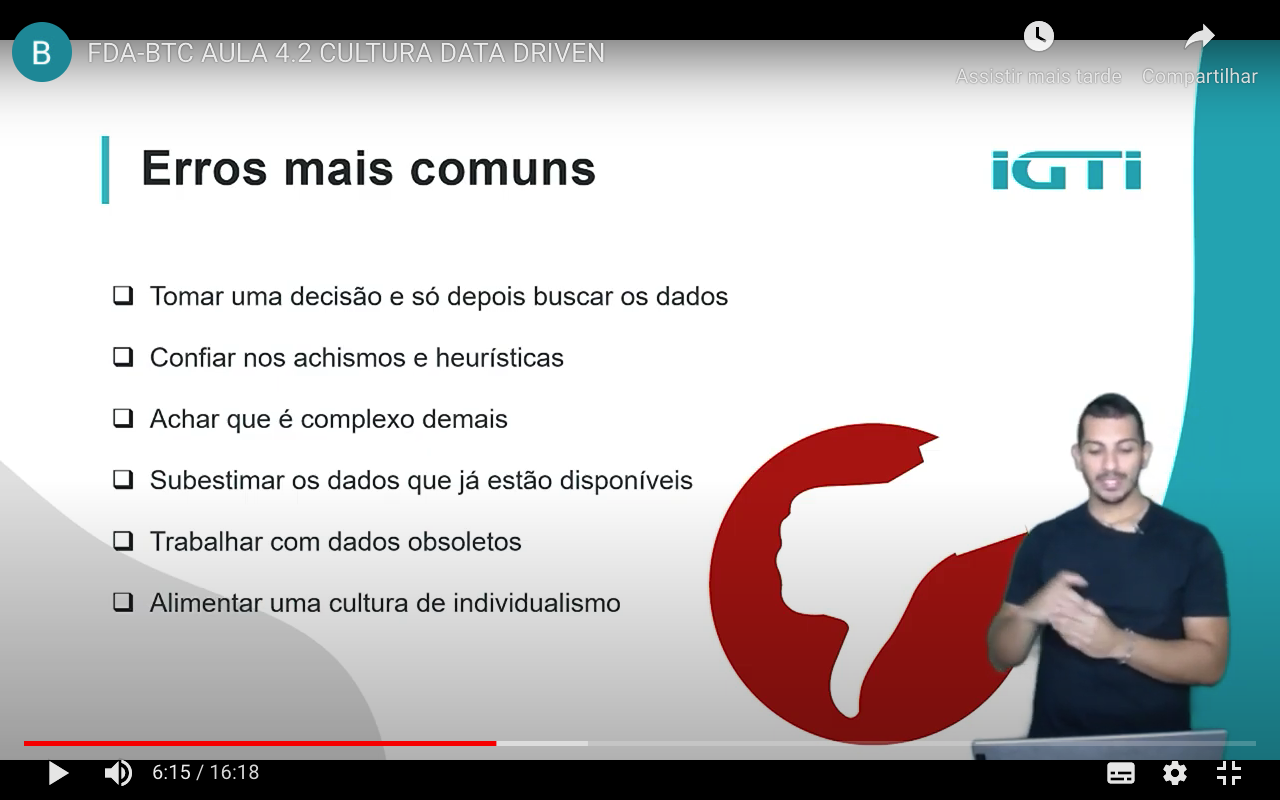 B
FDA-BTC AULA 4.2 CULTURA DATA DRIVEN
Assistir mais tarde
Compartilhar
Erros mais comuns
iGTi
Tomar uma decisão e só depois buscar os dados
Confiar nos achismos e heurísticas
Achar que é complexo demais
Subestimar os dados que já estão disponíveis
Trabalhar com dados obsoletos
Alimentar uma cultura de individualismo
6:15 / 16:18